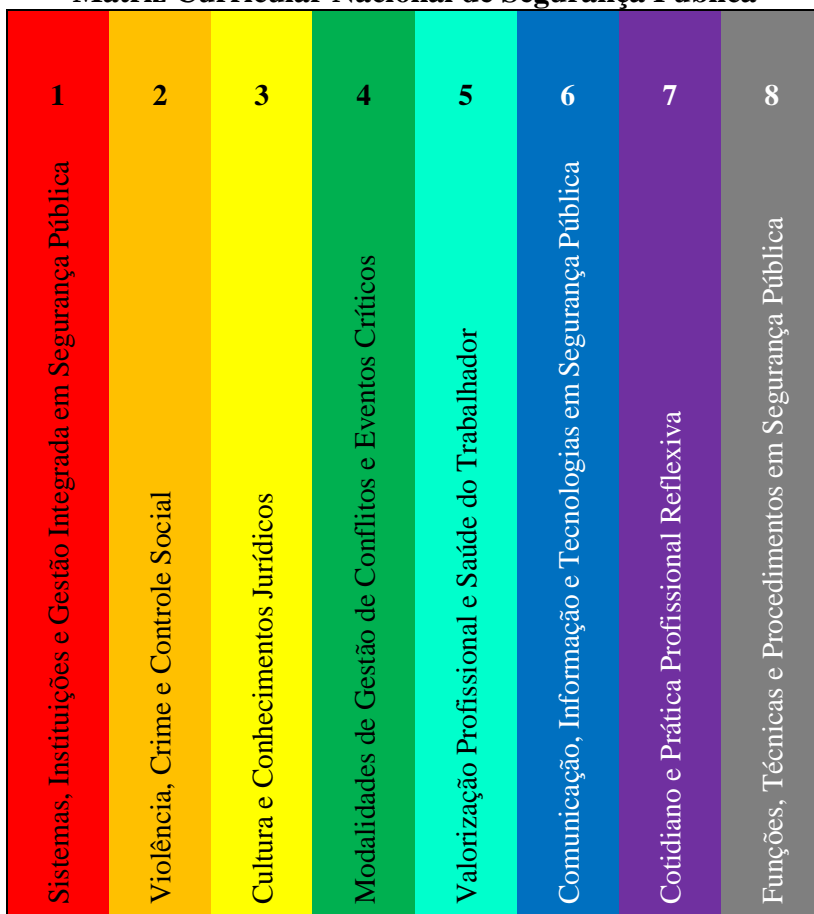 Matriz Curricular Nacional de Segurança Pública
1
Sistemas, Instituições e Gestão Integrada em Segurança Pública
2
Violência, Crime e Controle Social
3
Cultura e Conhecimentos Jurídicos
4
Modalidades de Gestão de Conflitos e Eventos Críticos
5
Valorização Profissional e Saúde do Trabalhador
6
Comunicação, Informação e Tecnologias em Segurança Pública
7
Cotidiano e Prática Profissional Reflexiva
8
Funções, Técnicas e Procedimentos em Segurança Pública